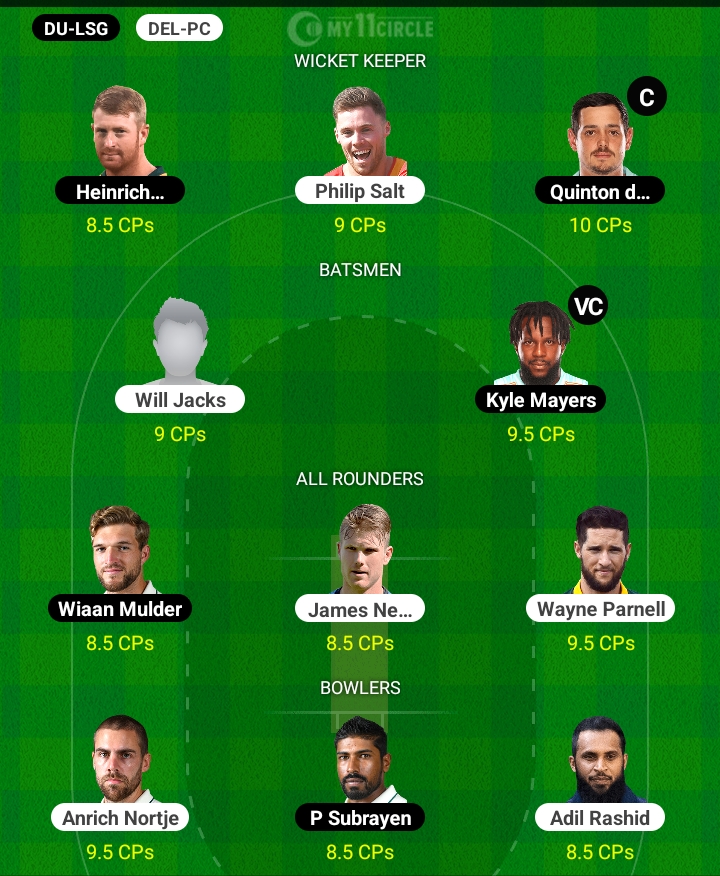 DU-LSG DEL-PC MY11CIRCLE
WICKET KEEPER
C
Heinrich... Philip Salt Quinton d...
8.5 CPs 9 CPs 10 CPs
BATSMEN
VC
Will Jacks Kyle Mayers
9 CPs 9.5 CPs
ALL ROUNDERS
Wiaan Mulder James Ne... Wayne Parnell
8.5 CPs 8.5 CPs 9.5 CPs
BOWLERS
Anrich Nortje P Subrayen Adil Rashid
9.5 CPs 8.5 CPs 8.5 CPs